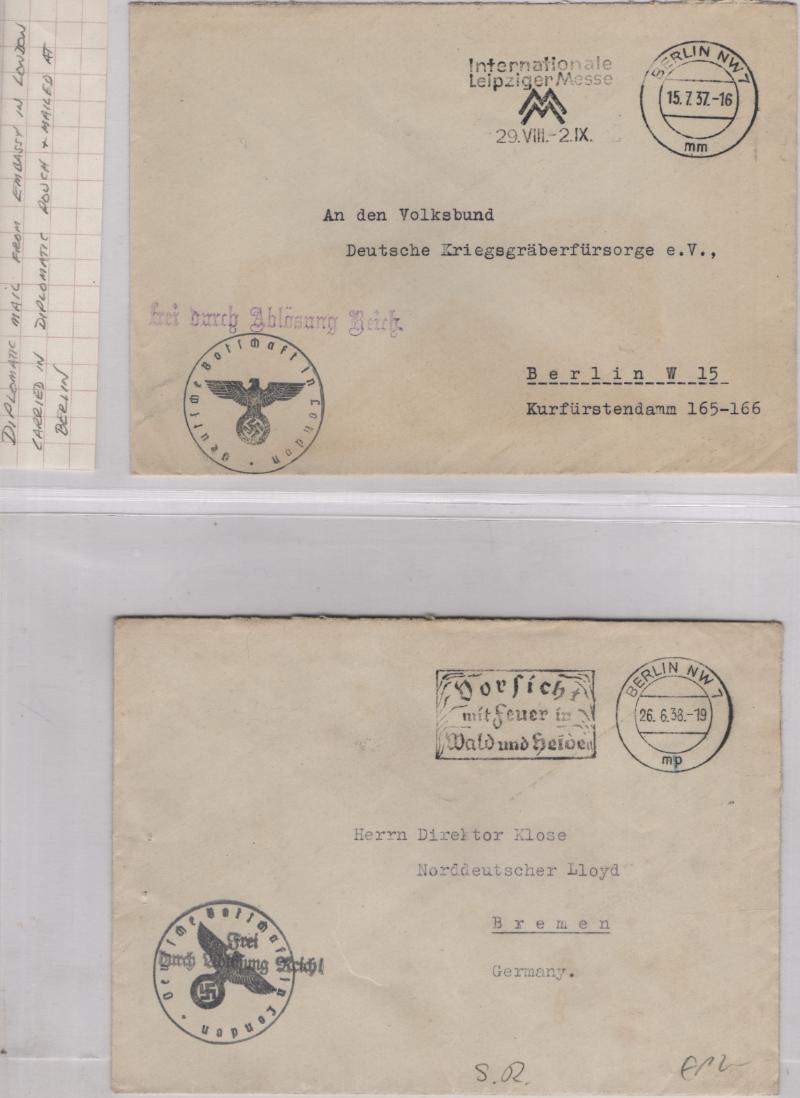 DIPLOMATIC MAIL FROM EMBASSY IN LONDON
CARRIED IN DIPLOMATIC POUCH & MAILED AT
BERLIN
Internationale
Leipziger Messe
29.VIII.-2.IX.
BERLIN NW 7
15.7.37.-16
mm
An den Volksbund
Deutsche Kriegsgräberfürsorge e.V.,
frei durch Ablösung Reich.
Deutsche Botschaft in London
Berlin W 15
Kurfürstendamm 165-166
Vorsicht
mit Feuer in
Wald und Heide
BERLIN NW 7
26.6.38.-19
mp
Herrn Direktor Klose
Norddeutscher Lloyd
Bremen
Germany.
Deutsche Botschaft in London
Frei
durch Ablösung Reich!
S.R.